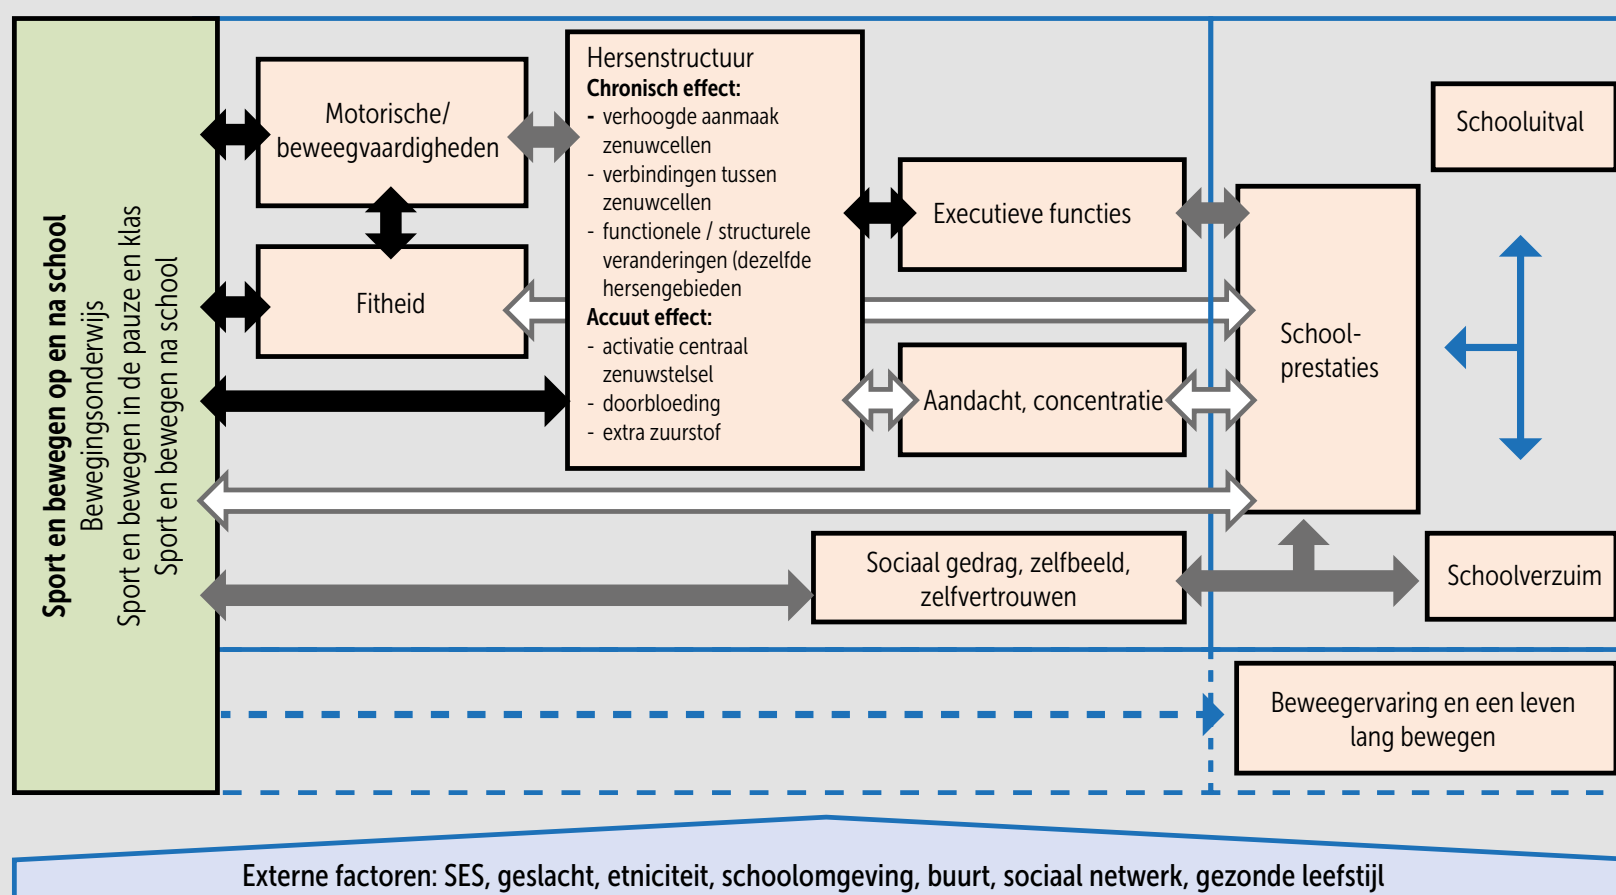 Sport en bewegen op en na school
Bewegingsonderwijs
Sport en bewegen in de pauze en klas
Sport en bewegen na school
Motorische/
beweegvaardigheden
Fitheid
Hersenstructuur
Chronisch effect:
- verhoogde aanmaak
zenuwcellen
- verbindingen tussen
zenuwcellen
- functionele / structurele
veranderingen (dezelfde
hersengebieden
Accuut effect:
- activatie centraal
zenuwstelsel
- doorbloeding
- extra zuurstof
Executieve functies
Aandacht, concentratie
Sociaal gedrag, zelfbeeld,
zelfvertrouwen
School-
prestaties
Schooluitval
Schoolverzuim
Beweegervaring en een leven
lang bewegen
Externe factoren: SES, geslacht, etniciteit, schoolomgeving, buurt, sociaal netwerk, gezonde leefstijl